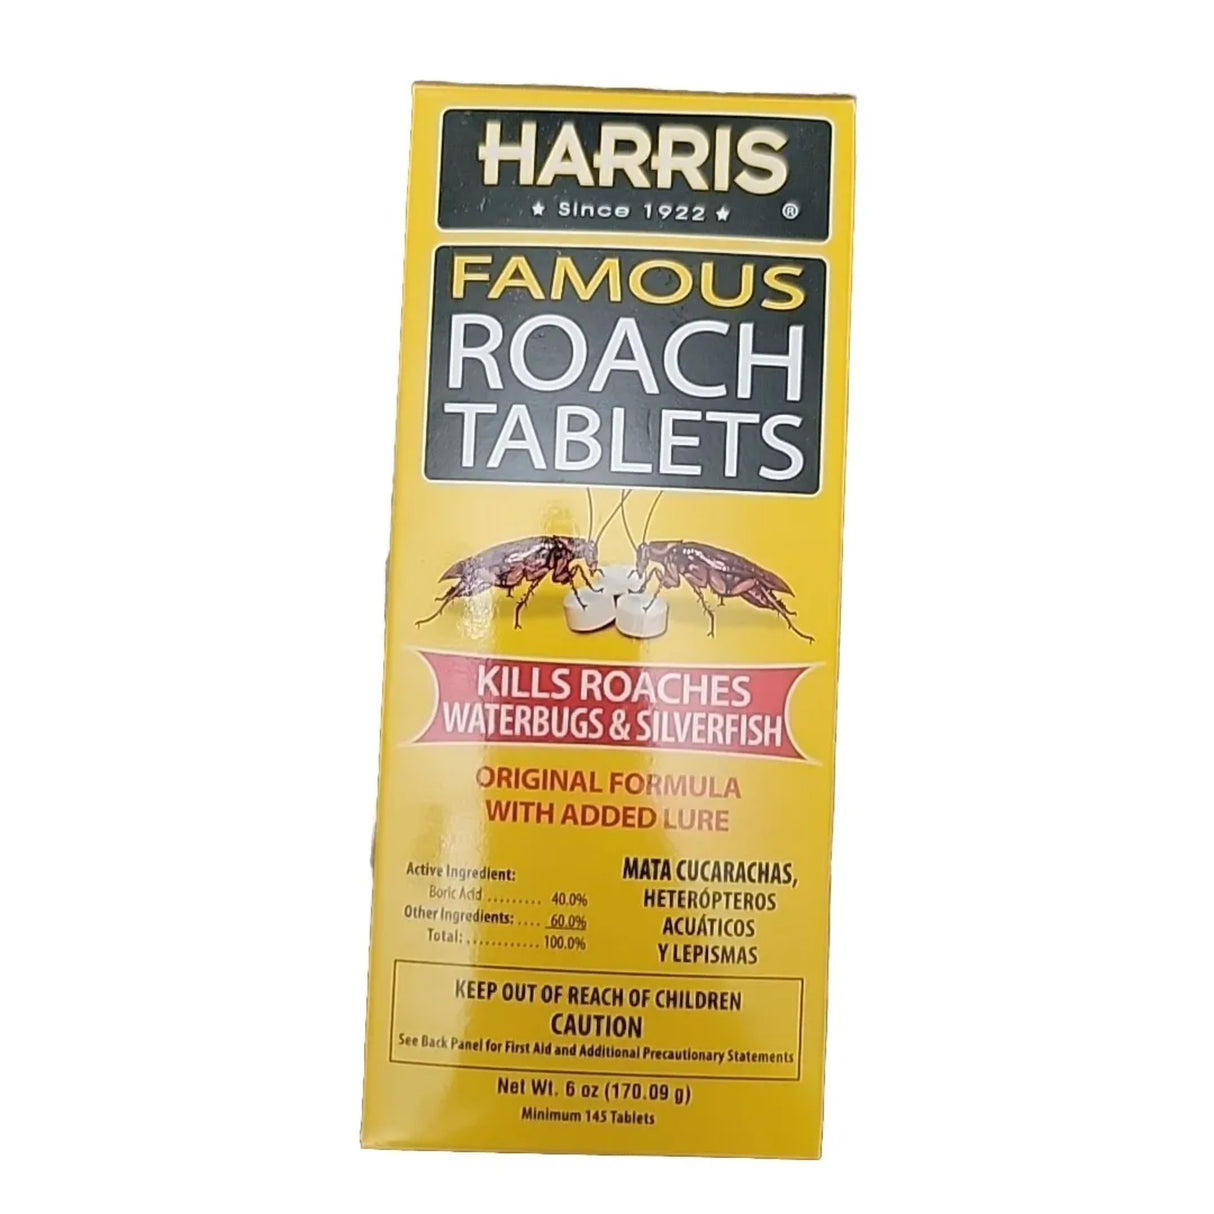 HARRIS
★ Since 1922 ★ ®
FAMOUS
ROACH
TABLETS
KILLS ROACHES
WATERBUGS & SILVERFISH
ORIGINAL FORMULA
WITH ADDED LURE
Active Ingredient:
Boric Acid ......... 40.0%
Other Ingredients: .... 60.0%
Total: ............ 100.0%
MATA CUCARACHAS,
HETERÓPTEROS
ACUÁTICOS
Y LEPISMAS
KEEP OUT OF REACH OF CHILDREN
CAUTION
See Back Panel for First Aid and Additional Precautionary Statements
Net Wt. 6 oz (170.09 g)
Minimum 145 Tablets